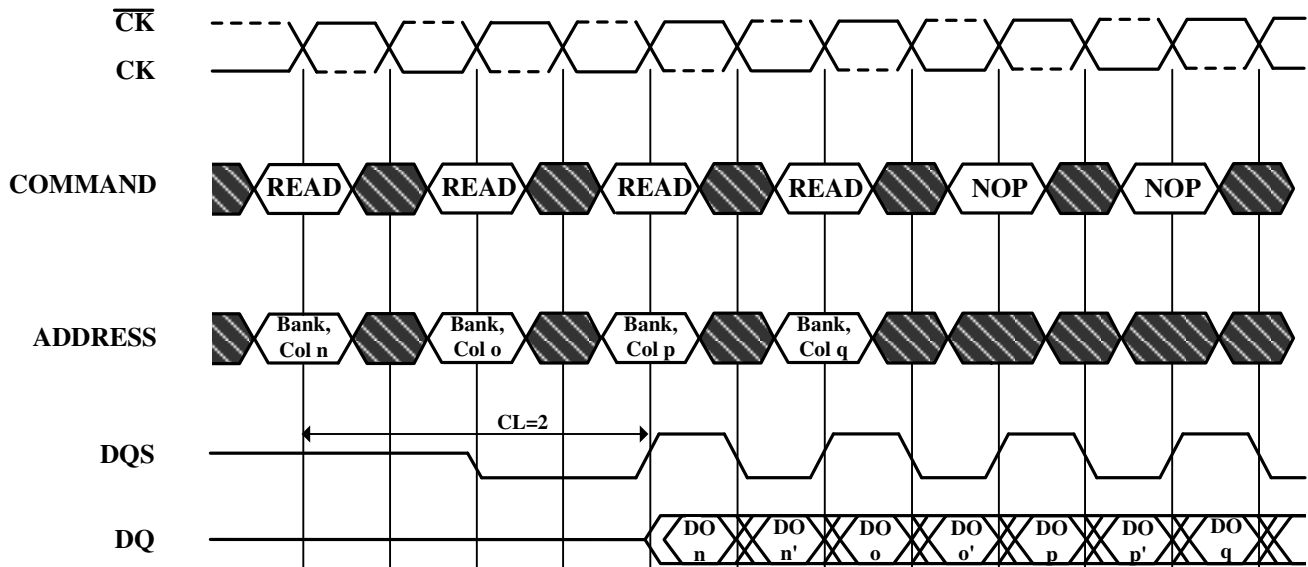 C̅K̅
CK
COMMAND
READ
READ
READ
READ
NOP
NOP
ADDRESS
Bank,
Col n
Bank,
Col o
Bank,
Col p
Bank,
Col q
CL=2
DQS
DQ
DO
n
DO
n'
DO
o
DO
o'
DO
p
DO
p'
DO
q